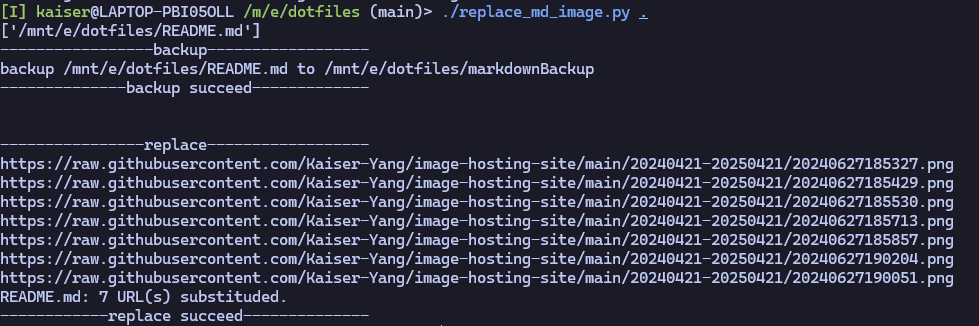 [I] kaiser@LAPTOP-PBI05OLL /m/e/dotfiles (main)> ./replace_md_image.py .
['/mnt/e/dotfiles/README.md']
-----------------backup------------------
backup /mnt/e/dotfiles/README.md to /mnt/e/dotfiles/markdownBackup
--------------backup succeed-------------
----------------replace------------------
https://raw.githubusercontent.com/Kaiser-Yang/image-hosting-site/main/20240421-20250421/20240627185327.png
https://raw.githubusercontent.com/Kaiser-Yang/image-hosting-site/main/20240421-20250421/20240627185429.png
https://raw.githubusercontent.com/Kaiser-Yang/image-hosting-site/main/20240421-20250421/20240627185530.png
https://raw.githubusercontent.com/Kaiser-Yang/image-hosting-site/main/20240421-20250421/20240627185713.png
https://raw.githubusercontent.com/Kaiser-Yang/image-hosting-site/main/20240421-20250421/20240627185857.png
https://raw.githubusercontent.com/Kaiser-Yang/image-hosting-site/main/20240421-20250421/20240627190204.png
https://raw.githubusercontent.com/Kaiser-Yang/image-hosting-site/main/20240421-20250421/20240627190051.png
README.md: 7 URL(s) substituded.
------------replace succeed--------------